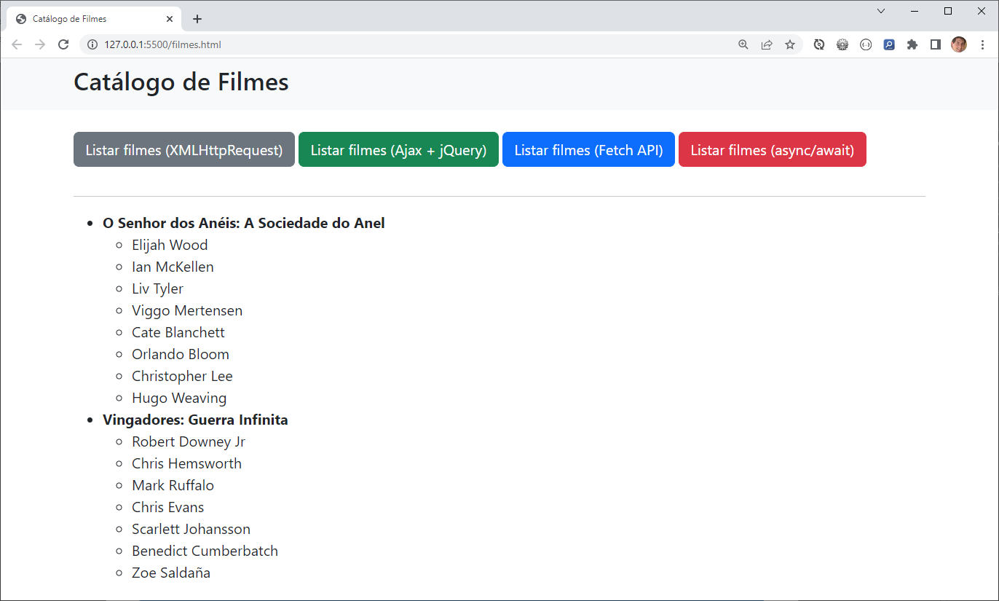 Catálogo de Filmes
127.0.0.1:5500/filmes.html
Catálogo de Filmes
Listar filmes (XMLHttpRequest) Listar filmes (Ajax + jQuery) Listar filmes (Fetch API) Listar filmes (async/await)
O Senhor dos Anéis: A Sociedade do Anel
Elijah Wood
Ian McKellen
Liv Tyler
Viggo Mertensen
Cate Blanchett
Orlando Bloom
Christopher Lee
Hugo Weaving
Vingadores: Guerra Infinita
Robert Downey Jr
Chris Hemsworth
Mark Ruffalo
Chris Evans
Scarlett Johansson
Benedict Cumberbatch
Zoe Saldaña